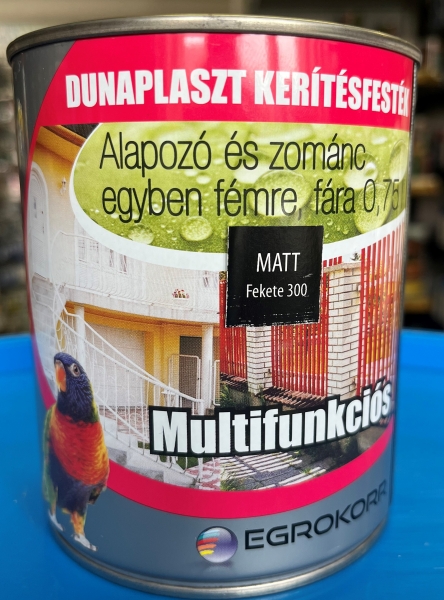 DUNAPLASZT KERÍTÉSFESTÉK
Alapozó és zománc
egyben fémre, fára 0,75 l
MATT
Fekete 300
Multifunkciós
EGROKORR